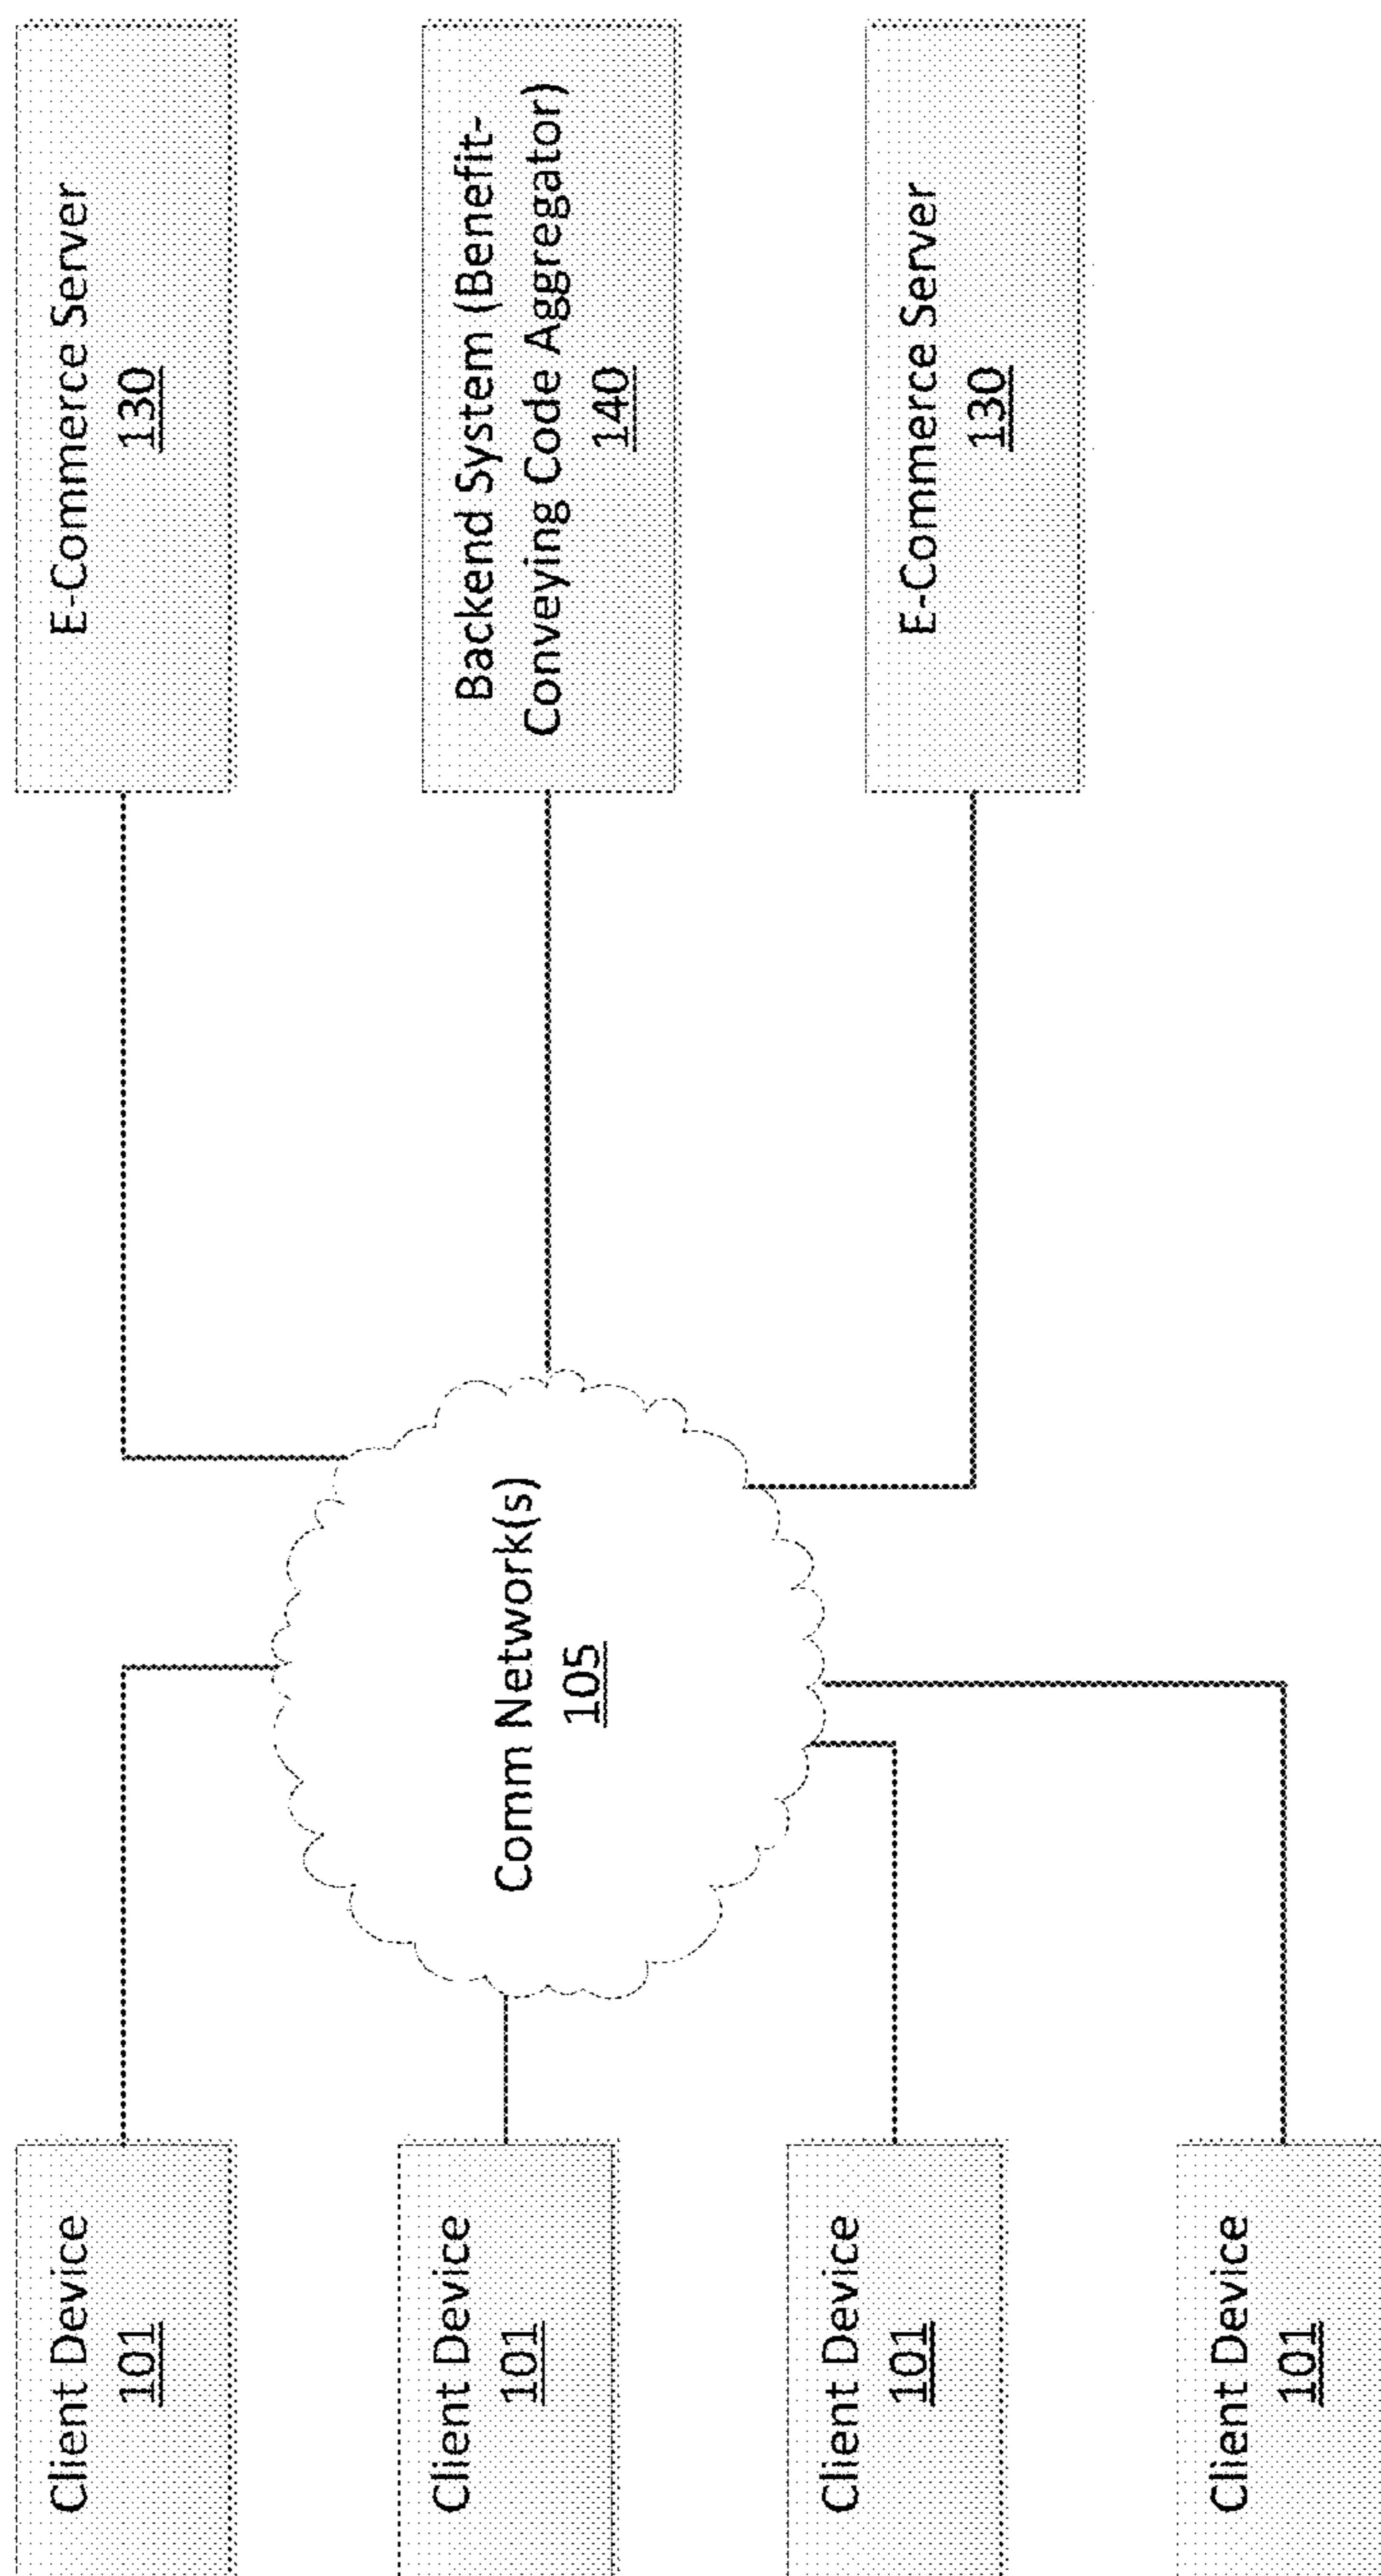 Client Device
101
Client Device
101
Client Device
101
Client Device
101
Comm Network(s)
105
E-Commerce Server
130
Backend System (Benefit-
Conveying Code Aggregator)
140
E-Commerce Server
130